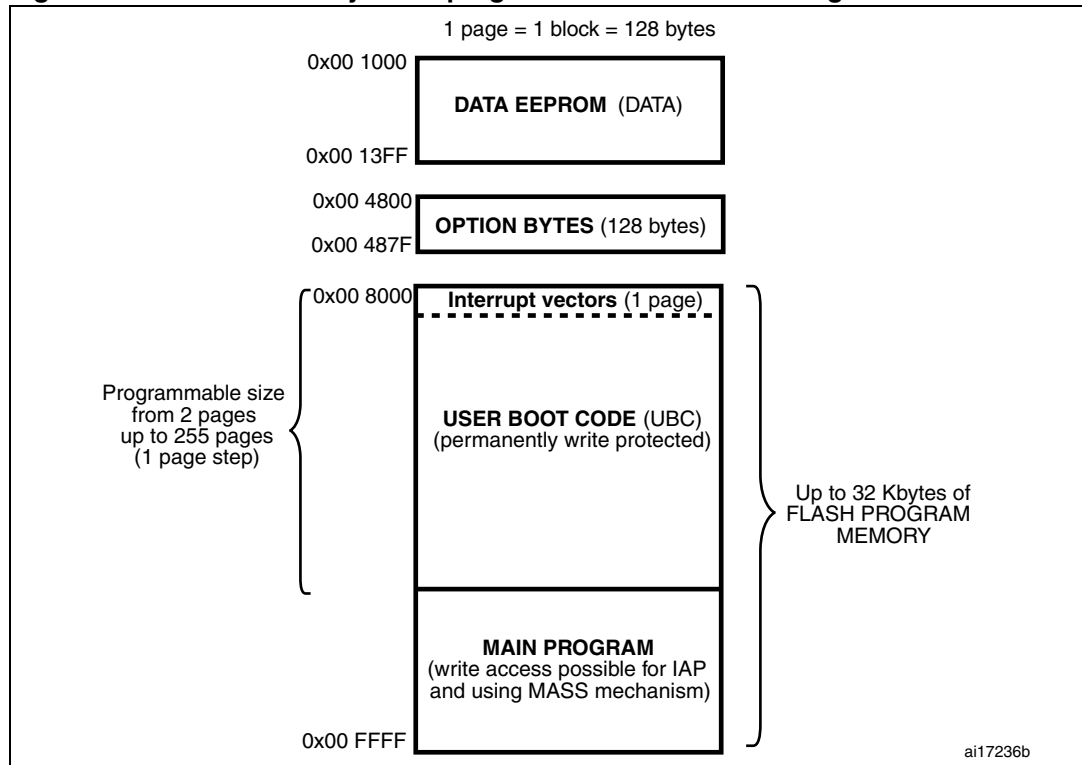 1 page = 1 block = 128 bytes
0x00 1000
DATA EEPROM (DATA)
0x00 13FF
0x00 4800
OPTION BYTES (128 bytes)
0x00 487F
0x00 8000
Interrupt vectors (1 page)
Programmable size
from 2 pages
up to 255 pages
(1 page step)
USER BOOT CODE (UBC)
(permanently write protected)
Up to 32 Kbytes of
FLASH PROGRAM
MEMORY
MAIN PROGRAM
(write access possible for IAP
and using MASS mechanism)
0x00 FFFF
ai17236b